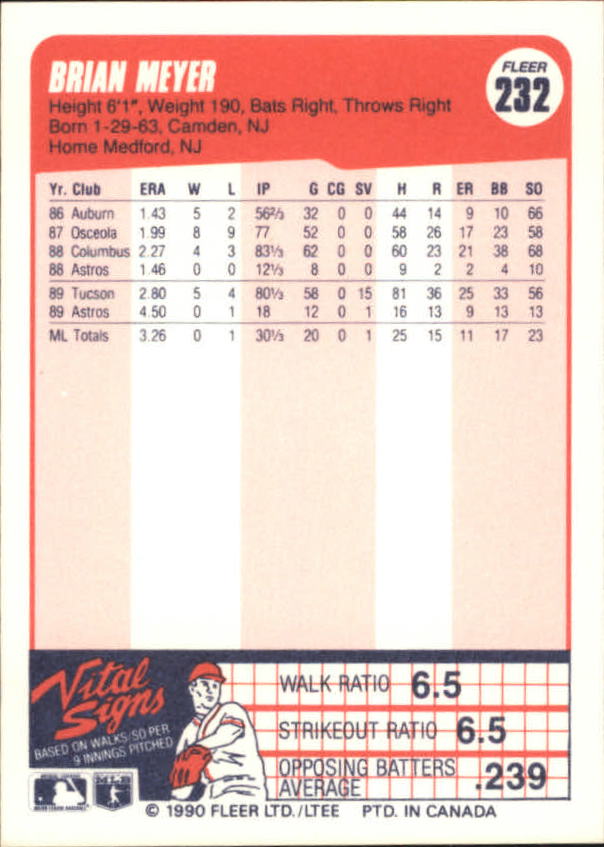 BRIAN MEYER
FLEER
232
Height 6'1", Weight 190, Bats Right, Throws Right
Born 1-29-63, Camden, NJ
Home Medford, NJ
Yr. Club ERA W L IP G CG SV H R ER BB SO
86 Auburn 1.43 5 2 56⅔ 32 0 0 44 14 9 10 66
87 Osceola 1.99 8 9 77 52 0 0 58 26 17 23 58
88 Columbus 2.27 4 3 83⅓ 62 0 0 60 23 21 38 68
88 Astros 1.46 0 0 12⅓ 8 0 0 9 2 2 4 10
89 Tucson 2.80 5 4 80⅓ 58 0 15 81 36 25 33 56
89 Astros 4.50 0 1 18 12 0 1 16 13 9 13 13
ML Totals 3.26 0 1 30⅓ 20 0 1 25 15 11 17 23
Vital
Signs
BASED ON WALKS/SO PER
9 INNINGS PITCHED
WALK RATIO 6.5
STRIKEOUT RATIO 6.5
OPPOSING BATTERS
AVERAGE .239
MLB
MAJOR LEAGUE BASEBALL
© 1990 FLEER LTD./LTEE PTD. IN CANADA